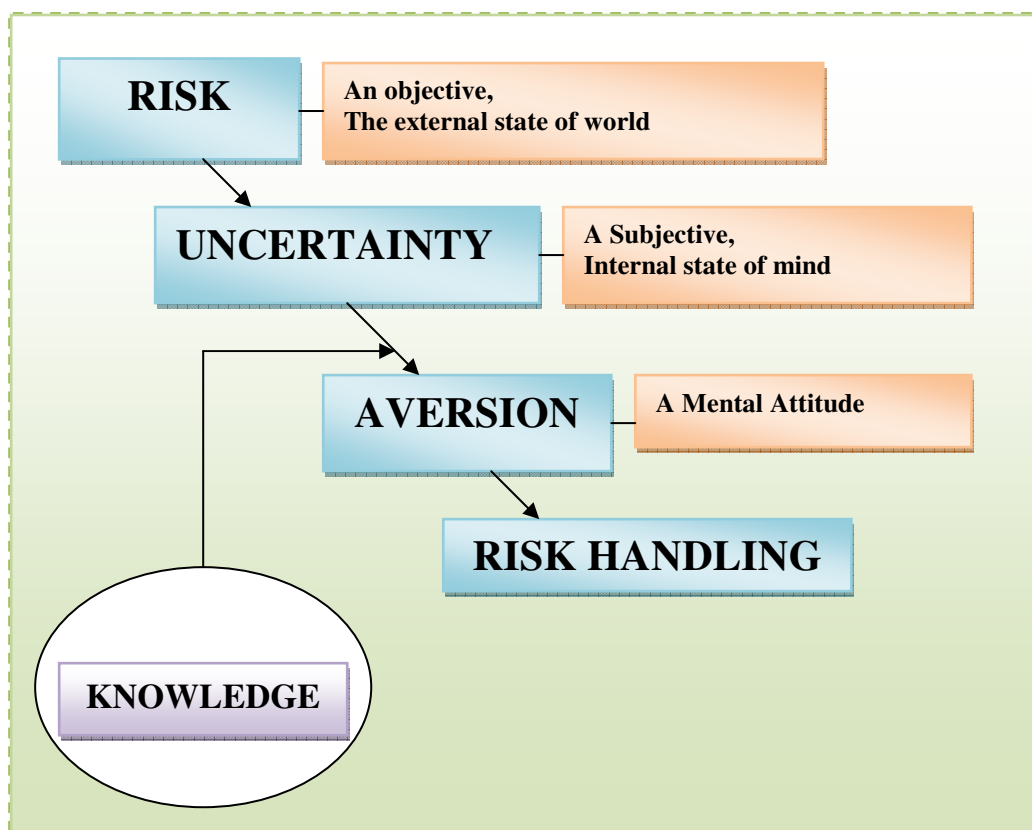 RISK
An objective,
The external state of world
UNCERTAINTY
A Subjective,
Internal state of mind
AVERSION
A Mental Attitude
RISK HANDLING
KNOWLEDGE